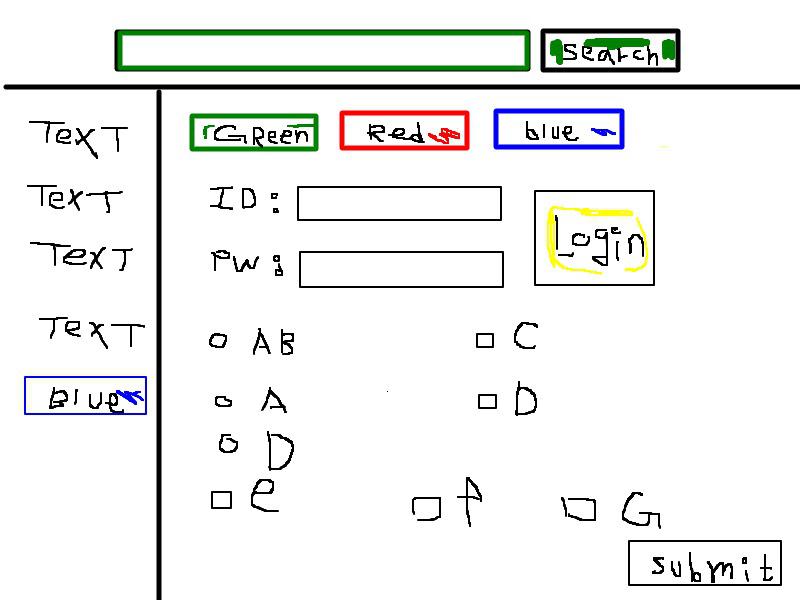 Search
Green Red blue
Text
ID:
Text
Login
PW:
Text
AB C
Text
A D
blue
D
e f G
submit